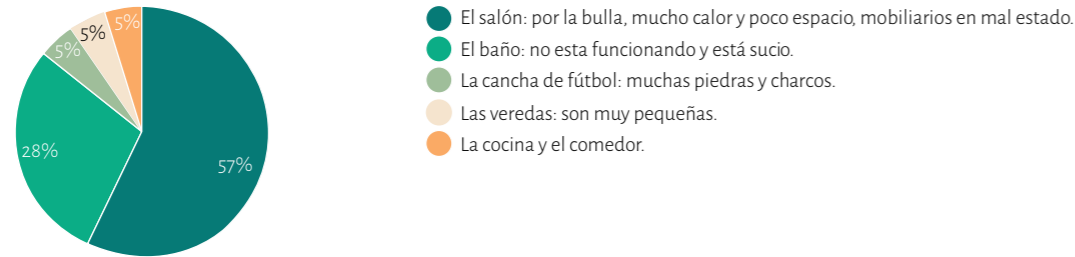 5%
5%
5%
28%
57%
El salón: por la bulla, mucho calor y poco espacio, mobiliarios en mal estado.
El baño: no esta funcionando y está sucio.
La cancha de fútbol: muchas piedras y charcos.
Las veredas: son muy pequeñas.
La cocina y el comedor.